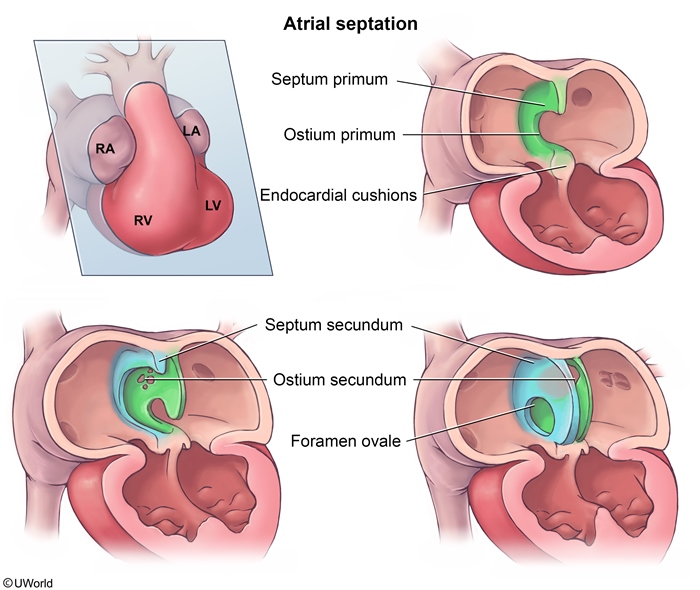 Atrial septation
RA
LA
RV
LV
Septum primum
Ostium primum
Endocardial cushions
Septum secundum
Ostium secundum
Foramen ovale
©UWorld